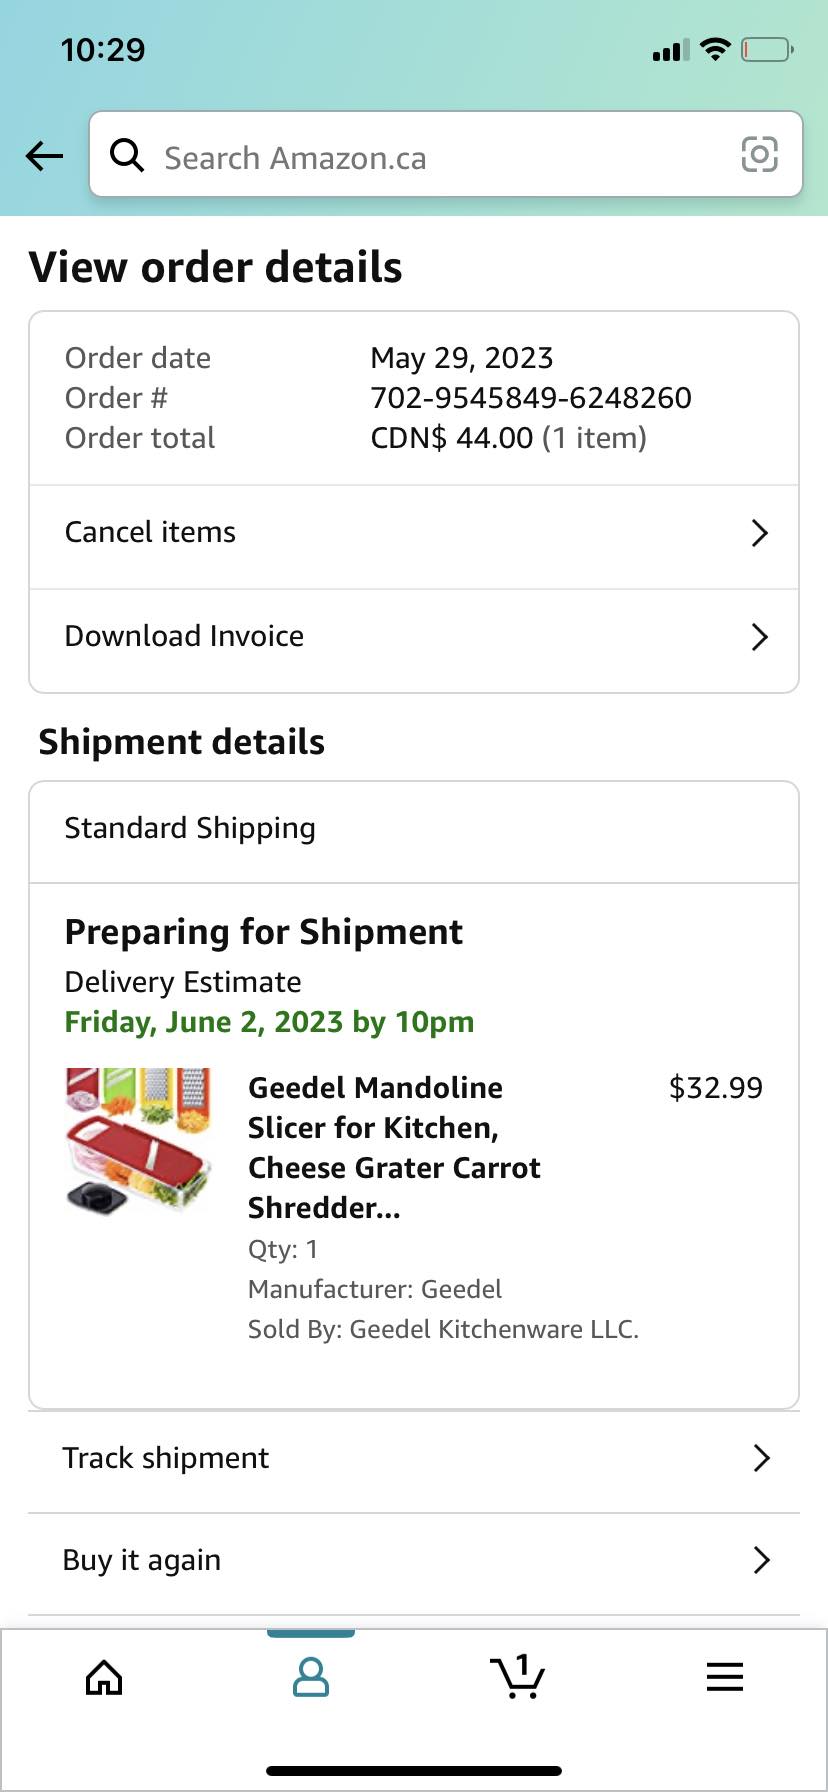 10:29
Search Amazon.ca
View order details
Order date May 29, 2023
Order # 702-9545849-6248260
Order total CDN$ 44.00 (1 item)
Cancel items
Download Invoice
Shipment details
Standard Shipping
Preparing for Shipment
Delivery Estimate
Friday, June 2, 2023 by 10pm
Geedel Mandoline $32.99
Slicer for Kitchen,
Cheese Grater Carrot
Shredder...
Qty: 1
Manufacturer: Geedel
Sold By: Geedel Kitchenware LLC.
Track shipment
Buy it again
1